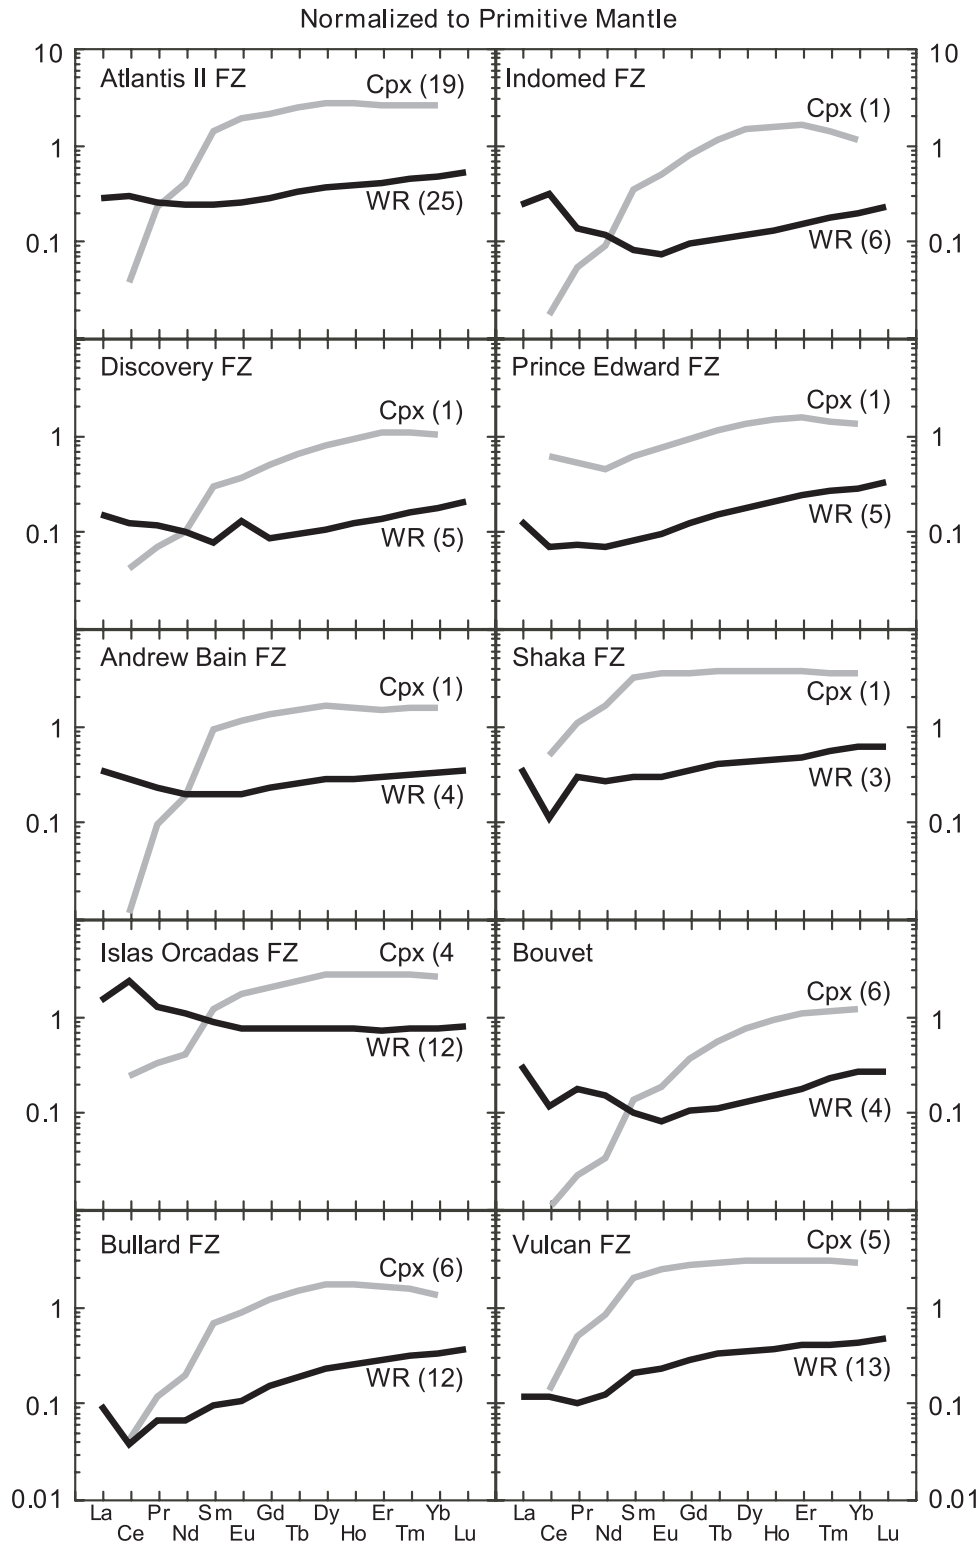 Normalized to Primitive Mantle
10 10
Atlantis II FZ Cpx (19) Indomed FZ Cpx (1)
1 1
WR (25) WR (6)
0.1 0.1
Discovery FZ Cpx (1) Prince Edward FZ Cpx (1)
1 1
0.1 WR (5) WR (5) 0.1
Andrew Bain FZ Cpx (1) Shaka FZ Cpx (1)
1 1
WR (4) WR (3)
0.1 0.1
Islas Orcadas FZ Cpx (4 Bouvet Cpx (6)
1 1
WR (12) WR (4)
0.1 0.1
Bullard FZ Cpx (6) Vulcan FZ Cpx (5)
1 1
WR (12) WR (13)
0.1 0.1
0.01 0.01
La Pr Sm Gd Dy Er Yb La Pr Sm Gd Dy Er Yb
Ce Nd Eu Tb Ho Tm Lu Ce Nd Eu Tb Ho Tm Lu